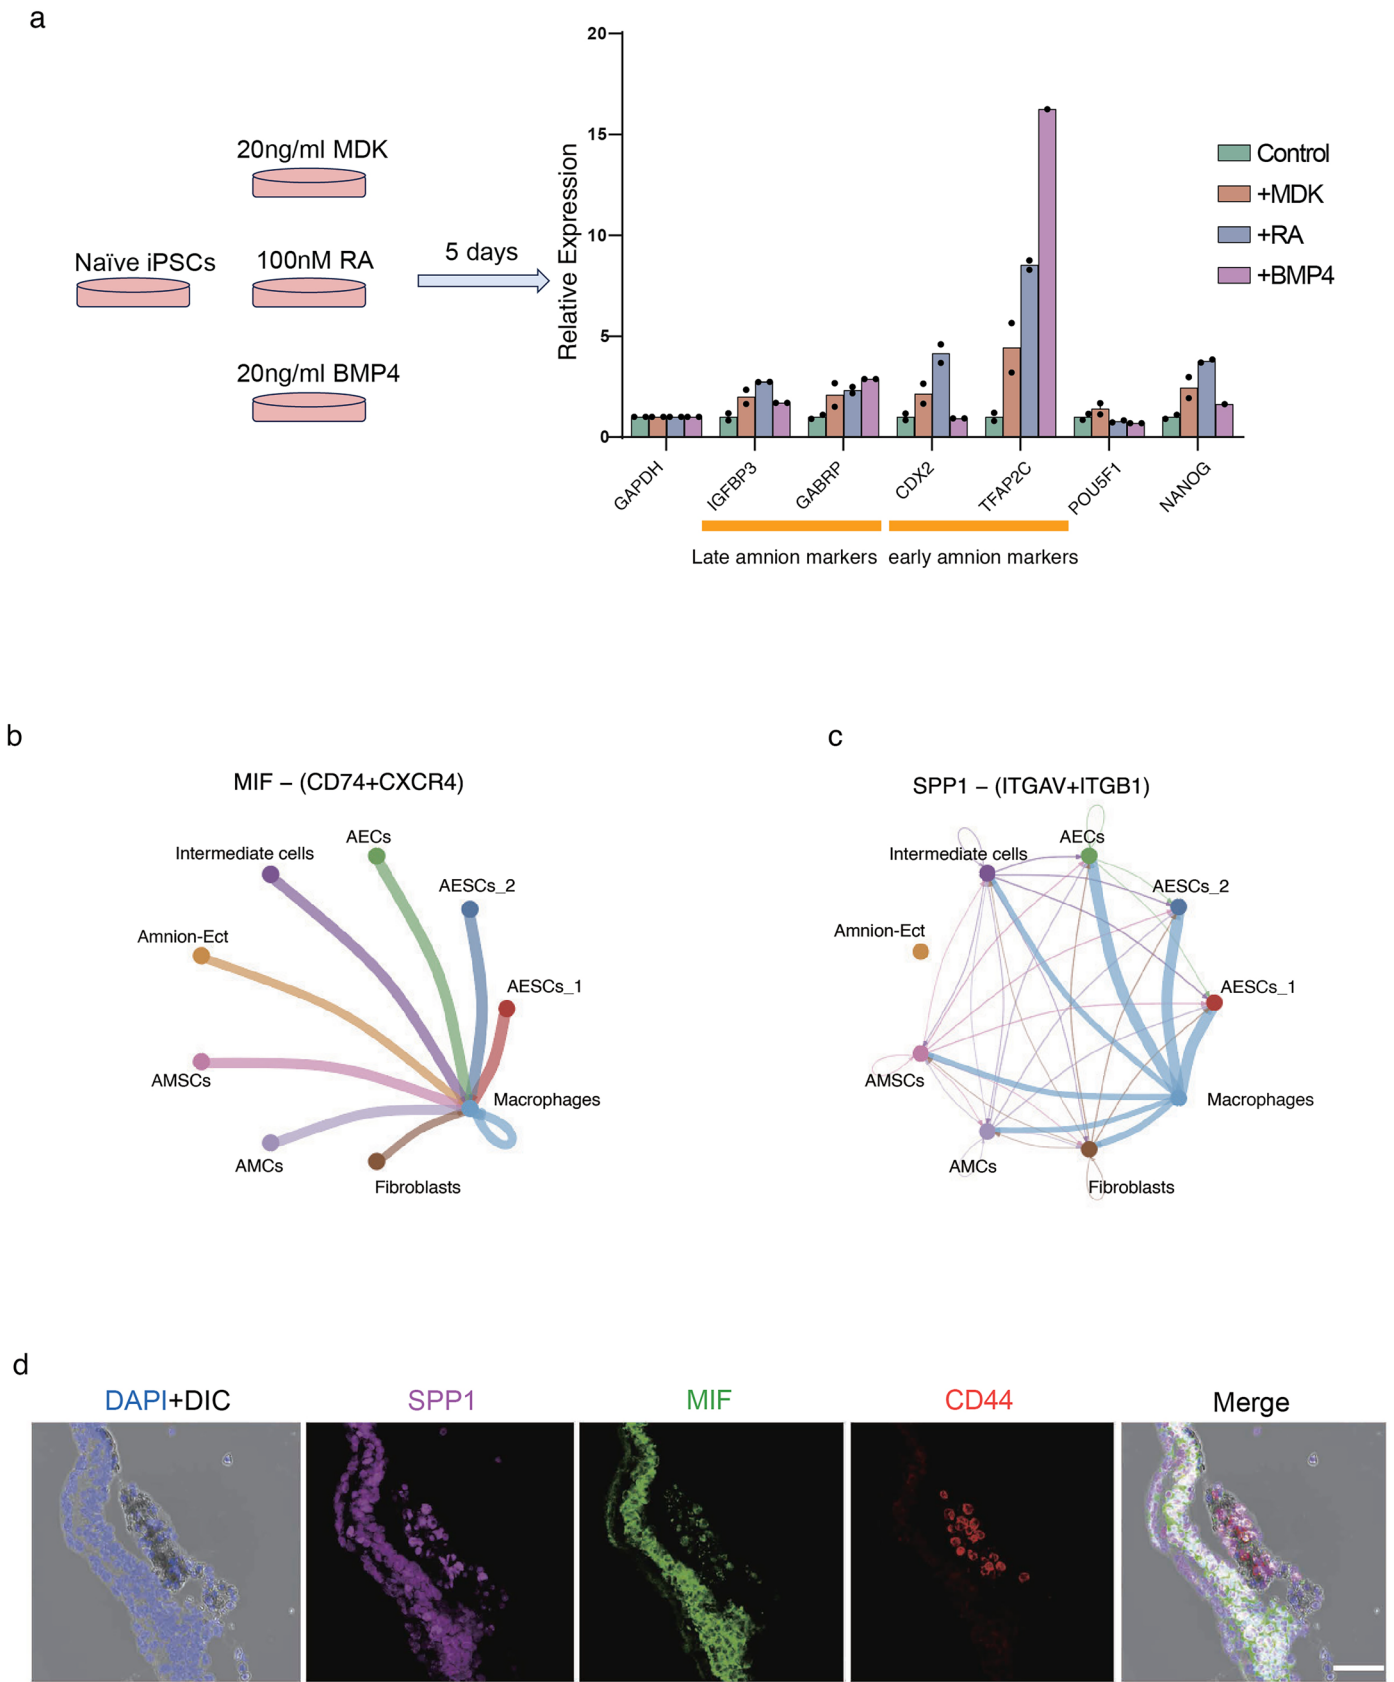 a
20ng/ml MDK
Naïve iPSCs
100nM RA
20ng/ml BMP4
5 days
Relative Expression
20
15
10
5
0
GAPDH
IGFBP3
GABRP
CDX2
TFAP2C
POU5F1
NANOG
Late amnion markers
early amnion markers
Control
+MDK
+RA
+BMP4
b
MIF – (CD74+CXCR4)
AECs
Intermediate cells
AESCs_2
Amnion-Ect
AESCs_1
AMSCs
Macrophages
AMCs
Fibroblasts
c
SPP1 – (ITGAV+ITGB1)
AECs
Intermediate cells
AESCs_2
Amnion-Ect
AESCs_1
AMSCs
Macrophages
AMCs
Fibroblasts
d
DAPI+DIC
SPP1
MIF
CD44
Merge